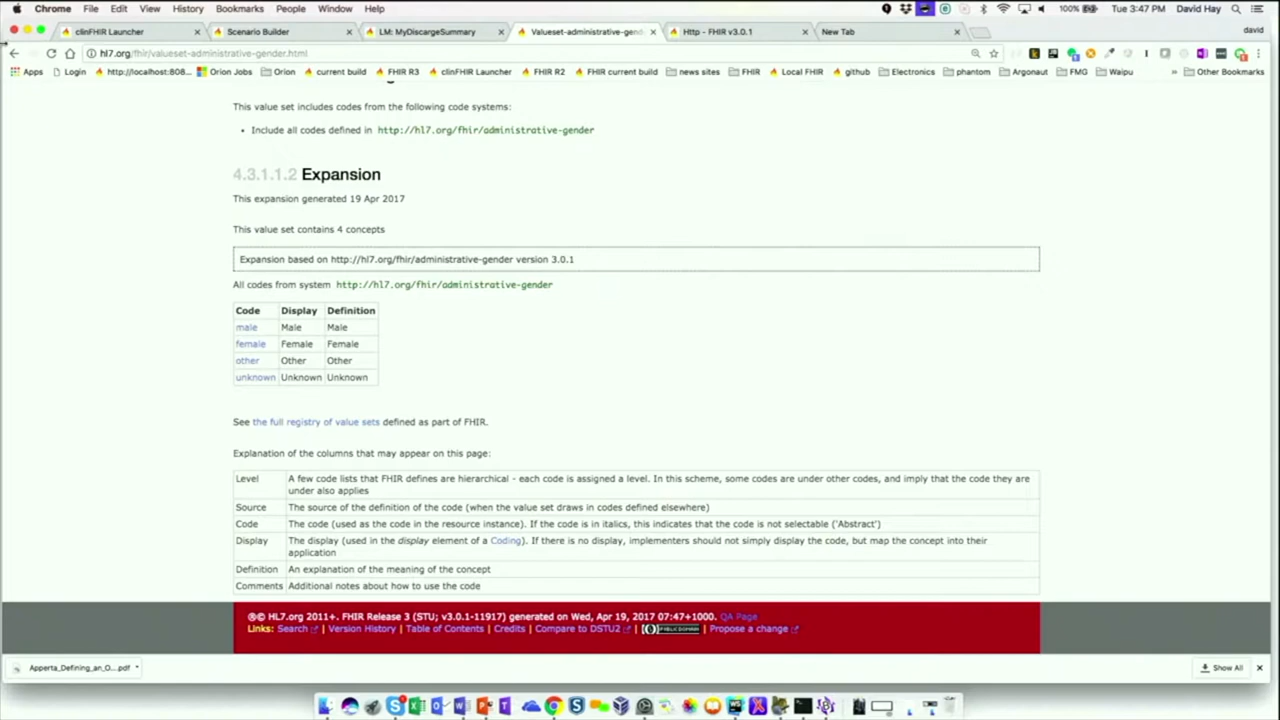 Chrome File Edit View History Bookmarks People Window Help 100% Tue 3:47 PM David Hay
clinFHIR Launcher Scenario Builder LM: MyDiscargeSummary Valueset-administrative-gend Http - FHIR v3.0.1 New Tab david
hl7.org/fhir/valueset-administrative-gender.html
Apps Login http://localhost:808... Orion Jobs Orion current build FHIR R3 clinFHIR Launcher FHIR R2 FHIR current build news sites FHIR Local FHIR github Electronics phantom Argonaut FMG Waipu » Other Bookmarks
This value set includes codes from the following code systems:
• Include all codes defined in http://hl7.org/fhir/administrative-gender
4.3.1.1.2 Expansion
This expansion generated 19 Apr 2017
This value set contains 4 concepts
Expansion based on http://hl7.org/fhir/administrative-gender version 3.0.1
All codes from system http://hl7.org/fhir/administrative-gender
Code Display Definition
male Male Male
female Female Female
other Other Other
unknown Unknown Unknown
See the full registry of value sets defined as part of FHIR.
Explanation of the columns that may appear on this page:
Level A few code lists that FHIR defines are hierarchical - each code is assigned a level. In this scheme, some codes are under other codes, and imply that the code they are
under also applies
Source The source of the definition of the code (when the value set draws in codes defined elsewhere)
Code The code (used as the code in the resource instance). If the code is in italics, this indicates that the code is not selectable ('Abstract')
Display The display (used in the display element of a Coding). If there is no display, implementers should not simply display the code, but map the concept into their
application
Definition An explanation of the meaning of the concept
Comments Additional notes about how to use the code
®© HL7.org 2011+. FHIR Release 3 (STU; v3.0.1-11917) generated on Wed, Apr 19, 2017 07:47+1000. QA Page
Links: Search | Version History | Table of Contents | Credits | Compare to DSTU2 | PUBLIC DOMAIN | Propose a change
Apperta_Defining_an_O....pdf Show All